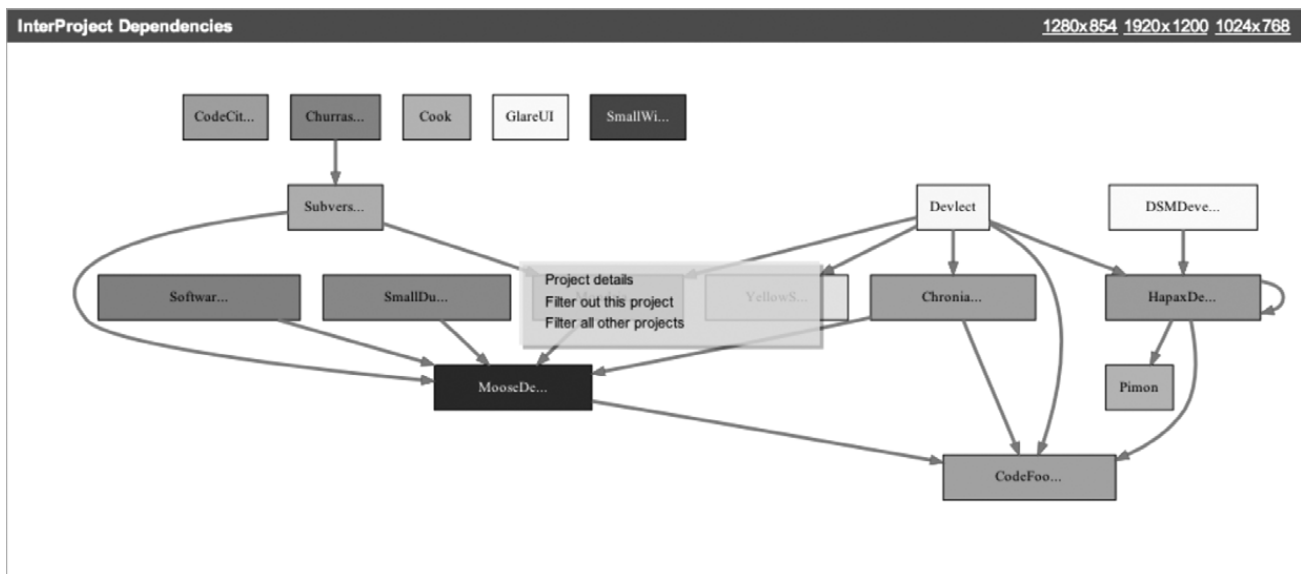 InterProject Dependencies 1280x854 1920x1200 1024x768
CodeCit... Churras... Cook GlareUI SmallWi...
Subvers... Devlect DSMDeve...
Project details
Filter out this project
Filter all other projects
Softwar... SmallDu... YellowS... Chronia... HapaxDe...
MooseDe... Pimon
CodeFoo...